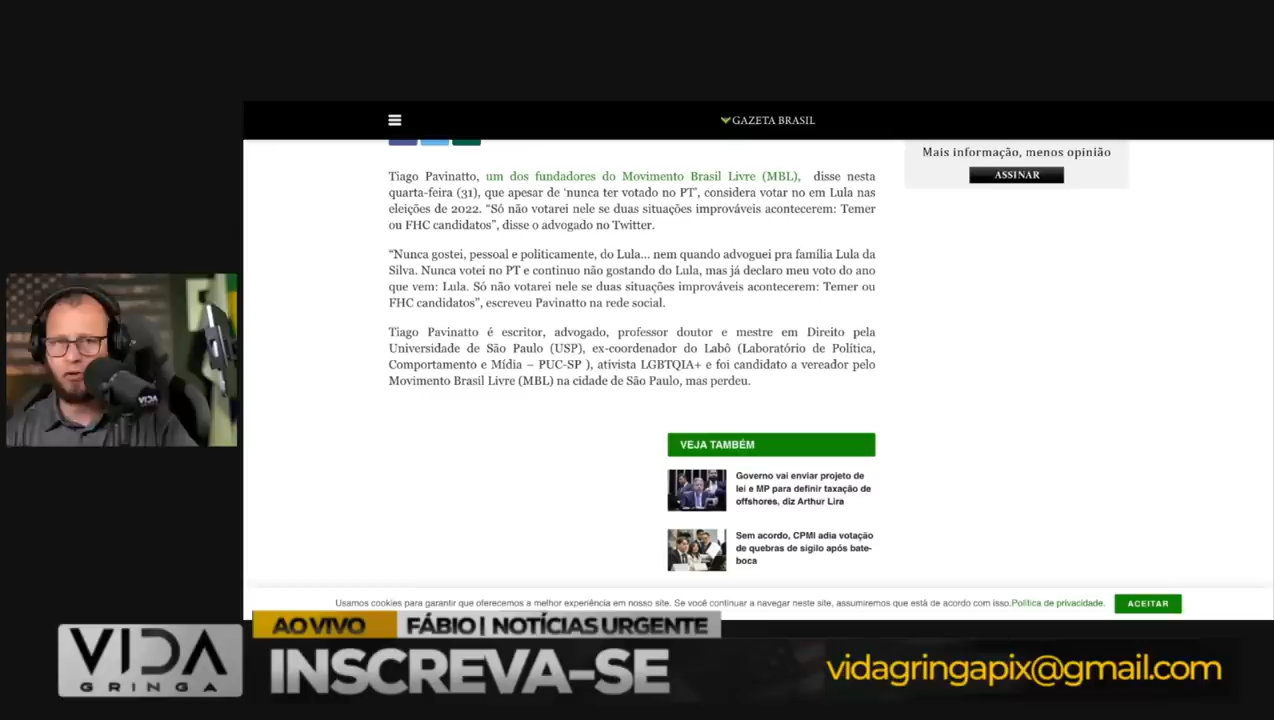 GAZETA BRASIL
Mais informação, menos opinião
ASSINAR
Tiago Pavinatto, um dos fundadores do Movimento Brasil Livre (MBL), disse nesta
quarta-feira (31), que apesar de ‘nunca ter votado no PT’, considera votar no em Lula nas
eleições de 2022. “Só não votarei nele se duas situações improváveis acontecerem: Temer
ou FHC candidatos”, disse o advogado no Twitter.
“Nunca gostei, pessoal e politicamente, do Lula... nem quando advoguei pra família Lula da
Silva. Nunca votei no PT e continuo não gostando do Lula, mas já declaro meu voto do ano
que vem: Lula. Só não votarei nele se duas situações improváveis acontecerem: Temer ou
FHC candidatos”, escreveu Pavinatto na rede social.
Tiago Pavinatto é escritor, advogado, professor doutor e mestre em Direito pela
Universidade de São Paulo (USP), ex-coordenador do Labô (Laboratório de Política,
Comportamento e Mídia – PUC-SP ), ativista LGBTQIA+ e foi candidato a vereador pelo
Movimento Brasil Livre (MBL) na cidade de São Paulo, mas perdeu.
VEJA TAMBÉM
Governo vai enviar projeto de
lei e MP para definir taxação de
offshores, diz Arthur Lira
Sem acordo, CPMI adia votação
de quebras de sigilo após bate-
boca
Usamos cookies para garantir que oferecemos a melhor experiência em nosso site. Se você continuar a navegar neste site, assumiremos que está de acordo com isso.Política de privacidade.
ACEITAR
VIDA
AO VIVO
FÁBIO | NOTÍCIAS URGENTE
VIDA
GRINGA
INSCREVA-SE
vidagringapix@gmail.com